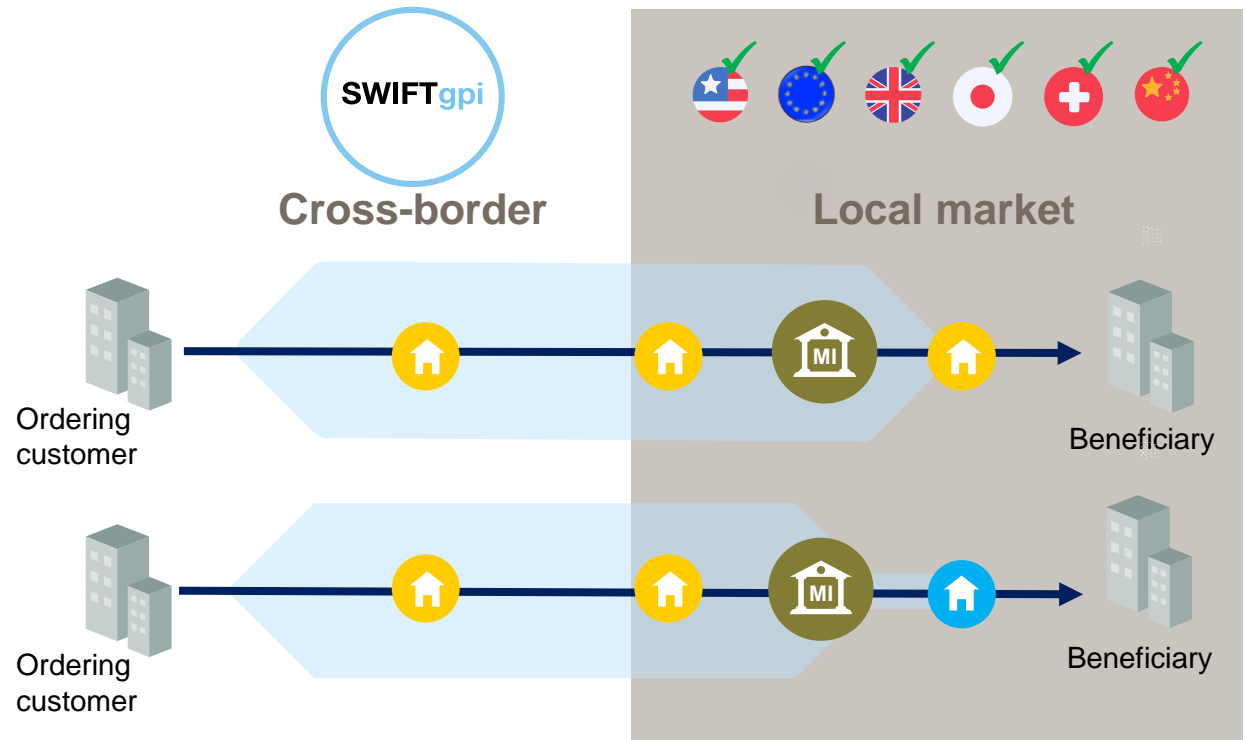 SWIFTgpi
Cross-border
Local market
MI
Ordering
customer
Beneficiary
MI
Ordering
customer
Beneficiary